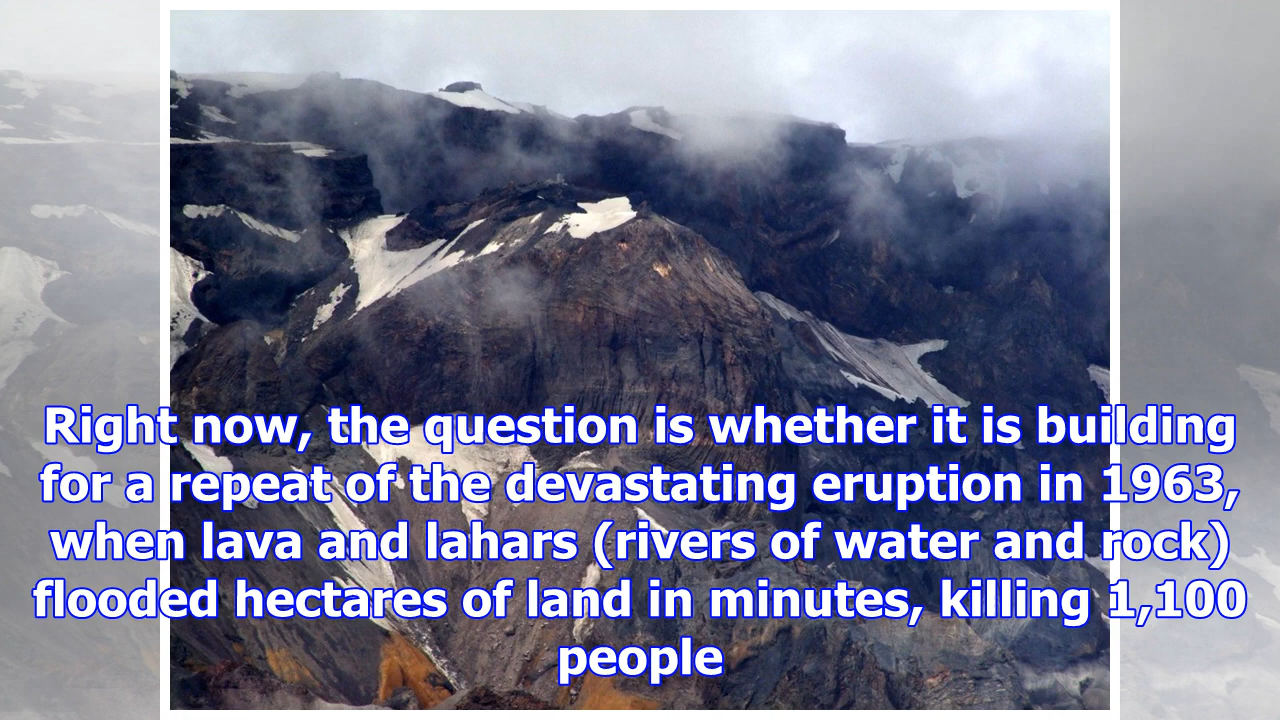 Right now, the question is whether it is building
for a repeat of the devastating eruption in 1963,
when lava and lahars (rivers of water and rock)
flooded hectares of land in minutes, killing 1,100
people